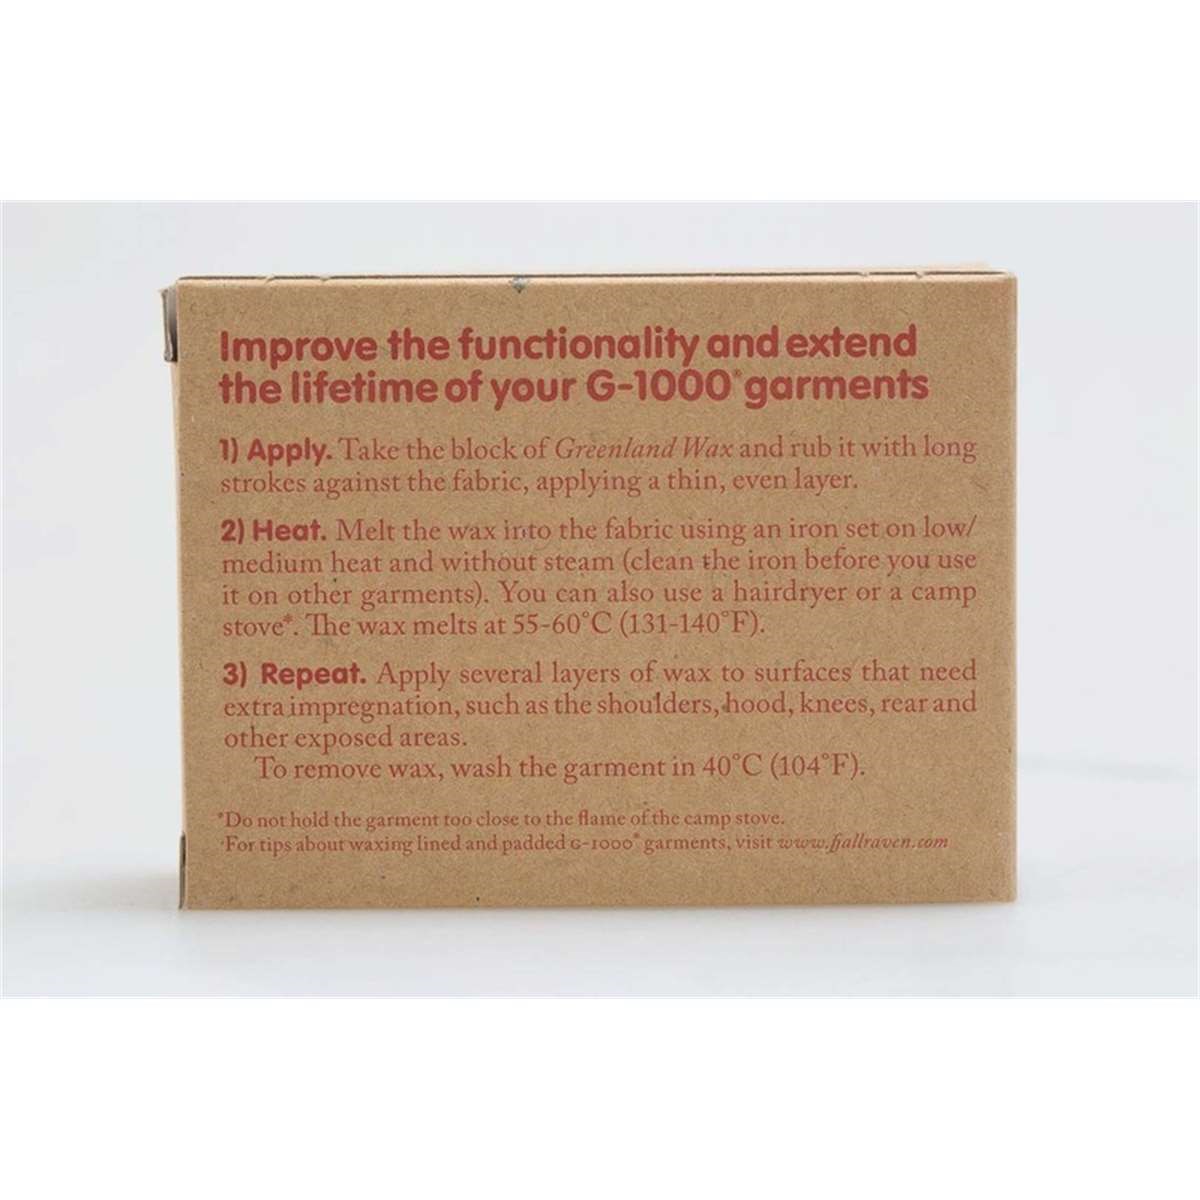 Improve the functionality and extend
the lifetime of your G-1000® garments
1) Apply. Take the block of Greenland Wax and rub it with long
strokes against the fabric, applying a thin, even layer.
2) Heat. Melt the wax into the fabric using an iron set on low/
medium heat and without steam (clean the iron before you use
it on other garments). You can also use a hairdryer or a camp
stove*. The wax melts at 55-60°C (131-140°F).
3) Repeat. Apply several layers of wax to surfaces that need
extra impregnation, such as the shoulders, hood, knees, rear and
other exposed areas.
To remove wax, wash the garment in 40°C (104°F).
*Do not hold the garment too close to the flame of the camp stove.
For tips about waxing lined and padded G-1000® garments, visit www.fjallraven.com